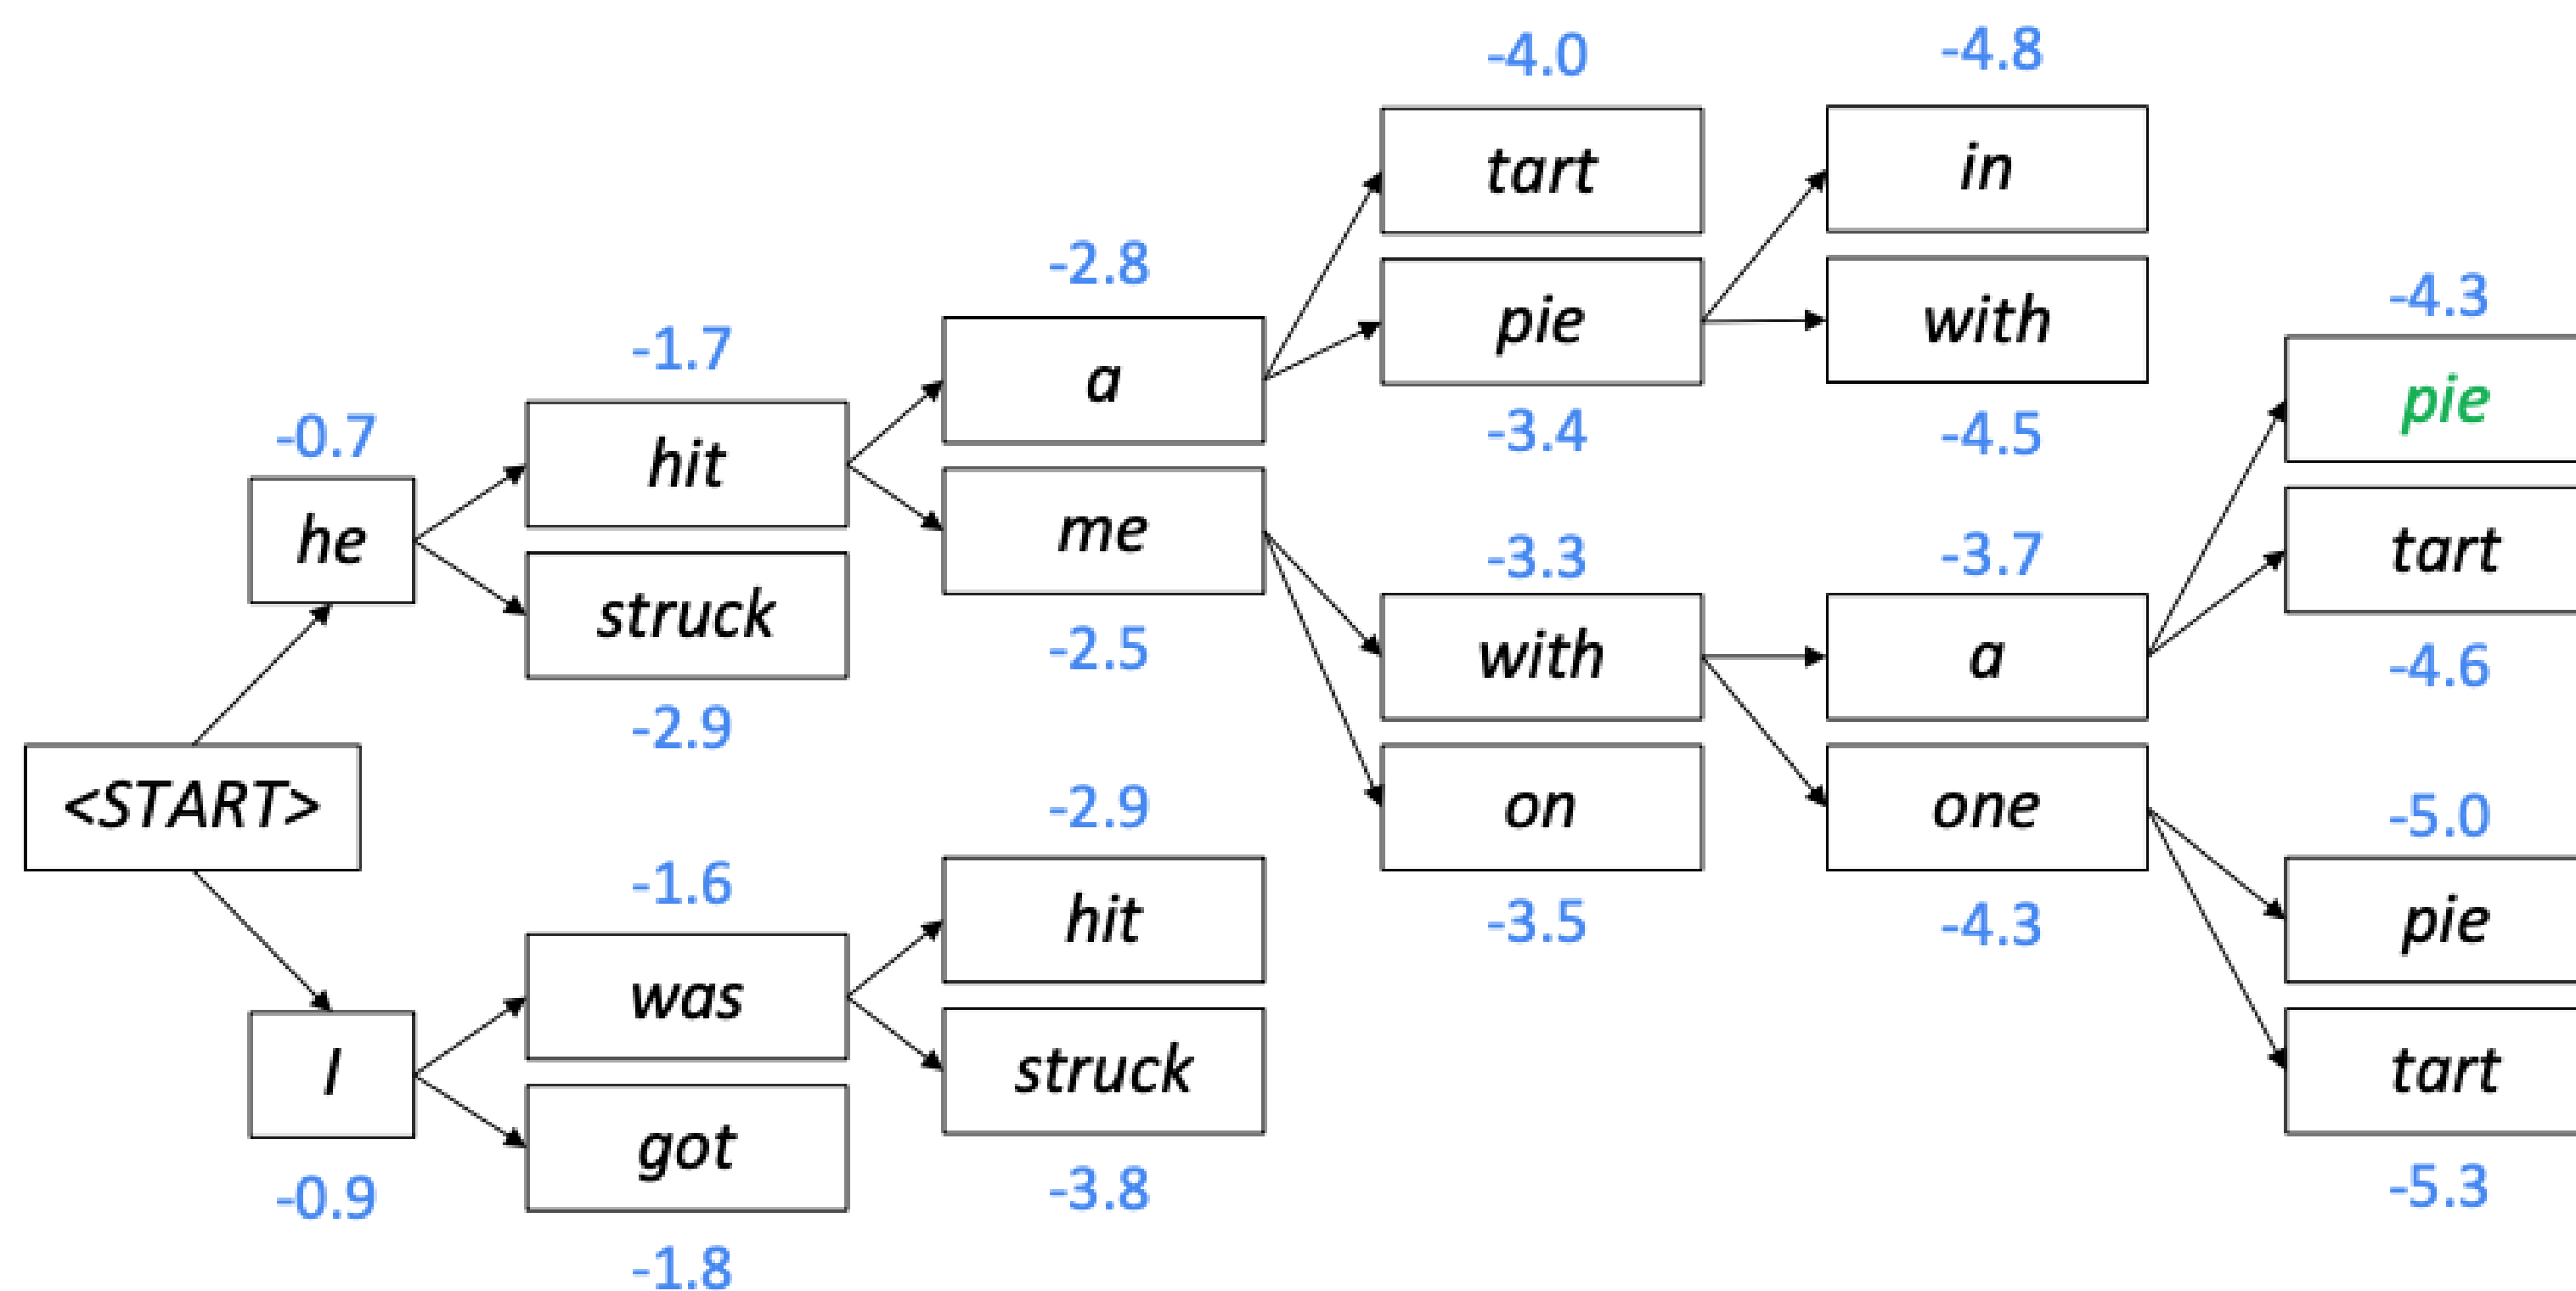 -4.0
-4.8
tart
in
-2.8
-4.3
pie
with
-1.7
a
pie
-0.7
-3.4
-4.5
hit
he
me
-3.3
-3.7
tart
struck
-2.5
with
a
-4.6
-2.9
<START>
-2.9
on
one
-5.0
-1.6
hit
-3.5
-4.3
pie
was
I
struck
tart
got
-0.9
-3.8
-5.3
-1.8